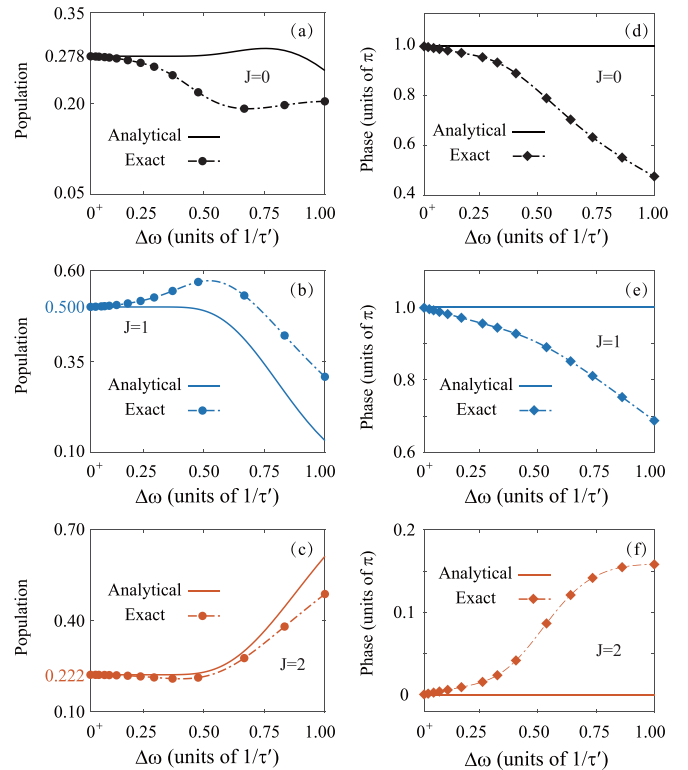 0.35
(a)
0.278
J=0
0.20
Population
Analytical
Exact
0.05
0⁺ 0.25 0.50 0.75 1.00
Δω (units of 1/τ′)
(d)
1.0
J=0
0.8
Phase (units of π)
Analytical
0.6
Exact
0.4
0⁺ 0.25 0.50 0.75 1.00
Δω (units of 1/τ′)
0.60
(b)
0.500
J=1
0.35
Population
Analytical
Exact
0.10
0⁺ 0.25 0.50 0.75 1.00
Δω (units of 1/τ′)
(e)
1.0
J=1
0.8
Phase (units of π)
Analytical
Exact
0.6
0⁺ 0.25 0.50 0.75 1.00
Δω (units of 1/τ′)
0.70
(c)
Analytical
0.40
Exact
Population
J=2
0.222
0.10
0⁺ 0.25 0.50 0.75 1.00
Δω (units of 1/τ′)
0.2
(f)
Analytical
Exact
0.1
Phase (units of π)
J=2
0
0⁺ 0.25 0.50 0.75 1.00
Δω (units of 1/τ′)